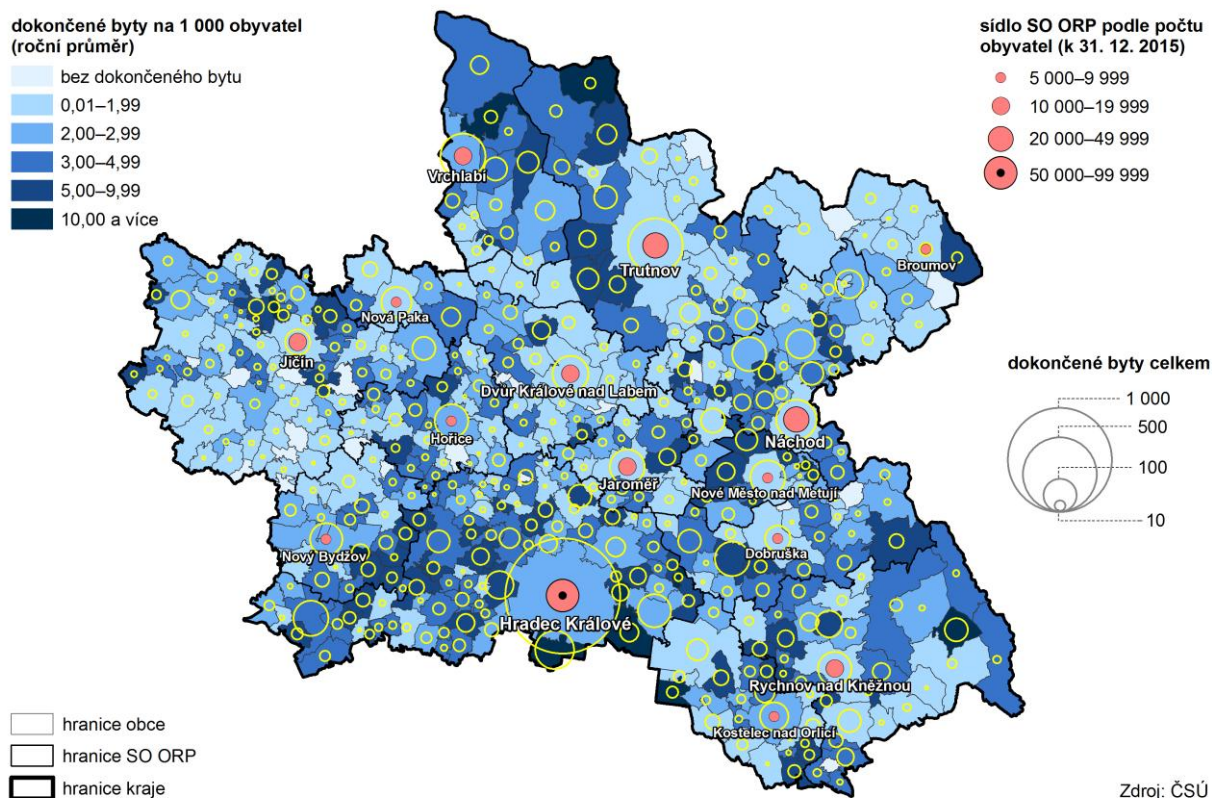 dokončené byty na 1 000 obyvatel
(roční průměr)
bez dokončeného bytu
0,01–1,99
2,00–2,99
3,00–4,99
5,00–9,99
10,00 a více
sídlo SO ORP podle počtu
obyvatel (k 31. 12. 2015)
5 000–9 999
10 000–19 999
20 000–49 999
50 000–99 999
Vrchlabí
Trutnov
Broumov
Nová Paka
Jičín
Dvůr Králové nad Labem
Hořice
Náchod
Jaroměř
Nové Město nad Metují
Nový Bydžov
Dobruška
Hradec Králové
Rychnov nad Kněžnou
Kostelec nad Orlicí
dokončené byty celkem
1 000
500
100
10
hranice obce
hranice SO ORP
hranice kraje
Zdroj: ČSÚ